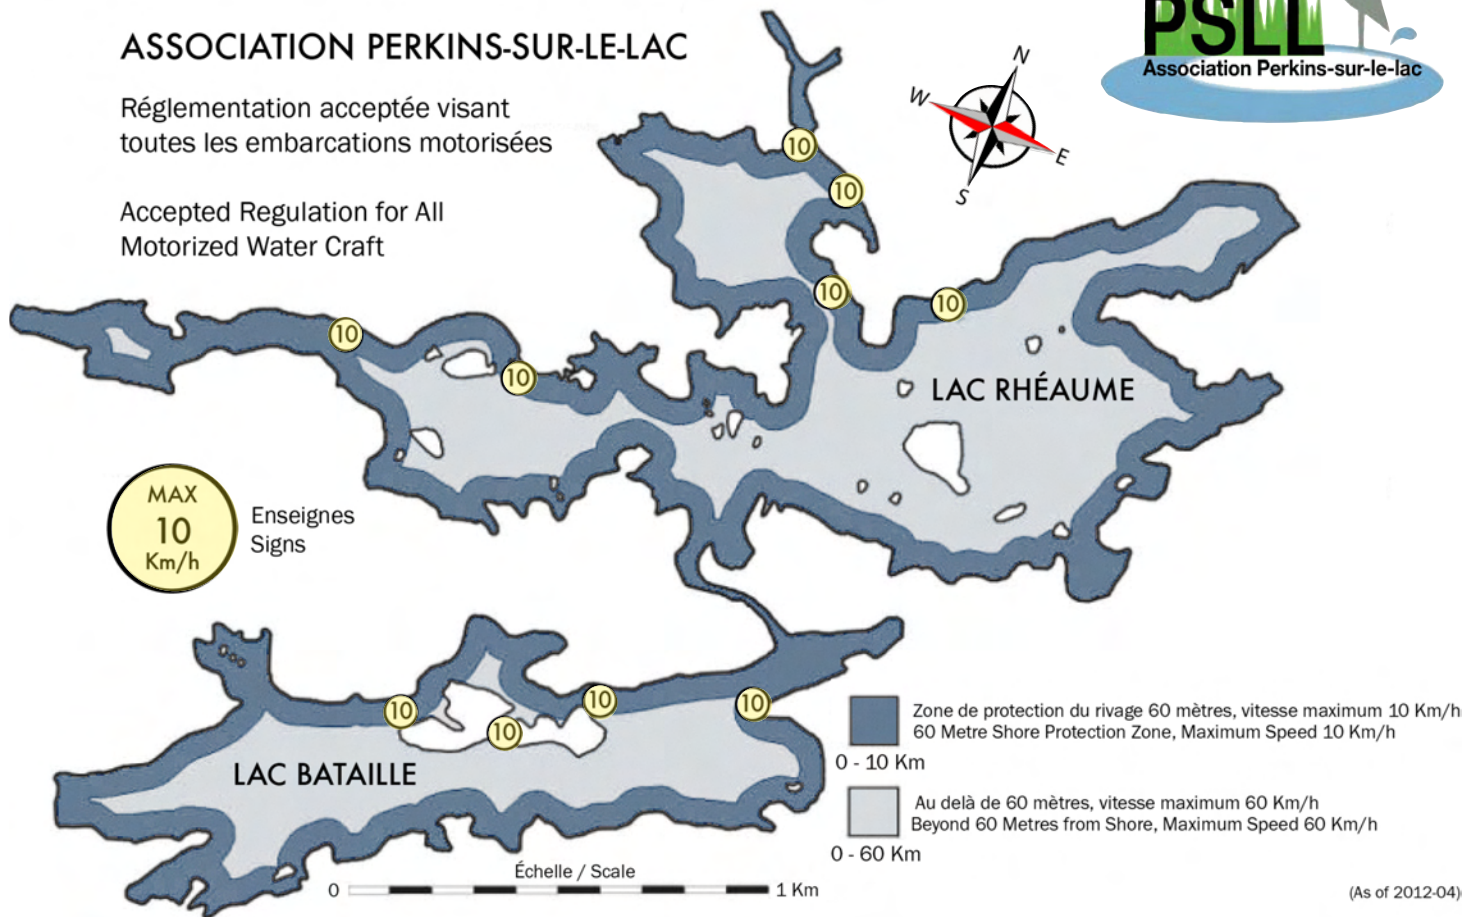 ASSOCIATION PERKINS-SUR-LE-LAC
PSLL
Association Perkins-sur-le-lac
Réglementation acceptée visant
toutes les embarcations motorisées
Accepted Regulation for All
Motorized Water Craft
N
W
E
S
10
10
10
10
10
10
LAC RHÉAUME
MAX
10
Km/h
Enseignes
Signs
10
10
10
10
LAC BATAILLE
Zone de protection du rivage 60 mètres, vitesse maximum 10 Km/h
60 Metre Shore Protection Zone, Maximum Speed 10 Km/h
0 - 10 Km
Au delà de 60 mètres, vitesse maximum 60 Km/h
Beyond 60 Metres from Shore, Maximum Speed 60 Km/h
0 - 60 Km
Échelle / Scale
0
1 Km
(As of 2012-04)